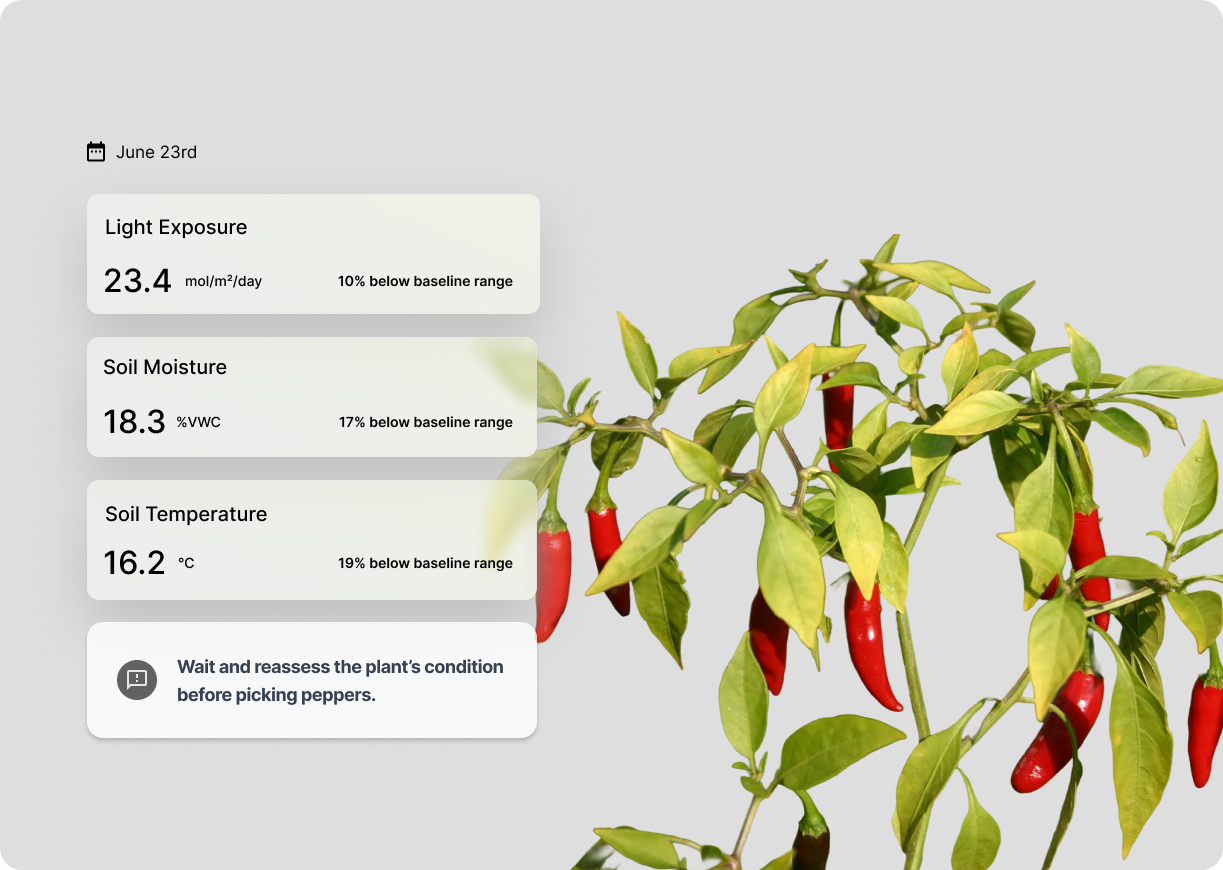 June 23rd
Light Exposure
23.4 mol/m²/day 10% below baseline range
Soil Moisture
18.3 %VWC 17% below baseline range
Soil Temperature
16.2 °C 19% below baseline range
Wait and reassess the plant’s condition
before picking peppers.